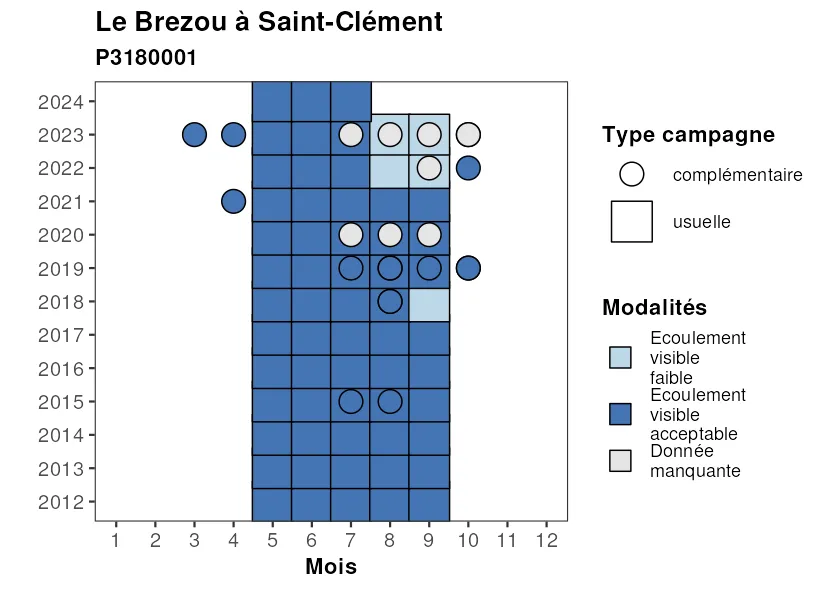 Le Brezou à Saint-Clément
P3180001
2024
2023
2022
2021
2020
2019
2018
2017
2016
2015
2014
2013
2012
1 2 3 4 5 6 7 8 9 10 11 12
Mois
Type campagne
complémentaire
usuelle
Modalités
Ecoulement
visible
faible
Ecoulement
visible
acceptable
Donnée
manquante